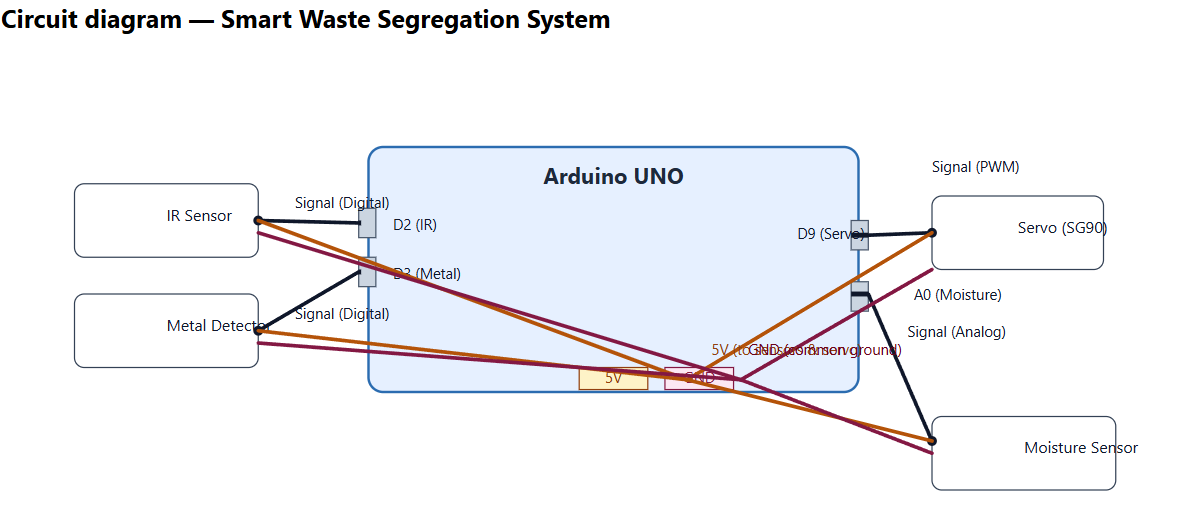 Circuit diagram — Smart Waste Segregation System
Arduino UNO
Signal (PWM)
IR Sensor
Signal (Digital)
D2 (IR)
D9 (Servo)
Servo (SG90)
D3 (Metal)
A0 (Moisture)
Metal Detector
Signal (Digital)
Signal (Analog)
5V (to sensors & servo)
GND (common ground)
5V
GND
Moisture Sensor